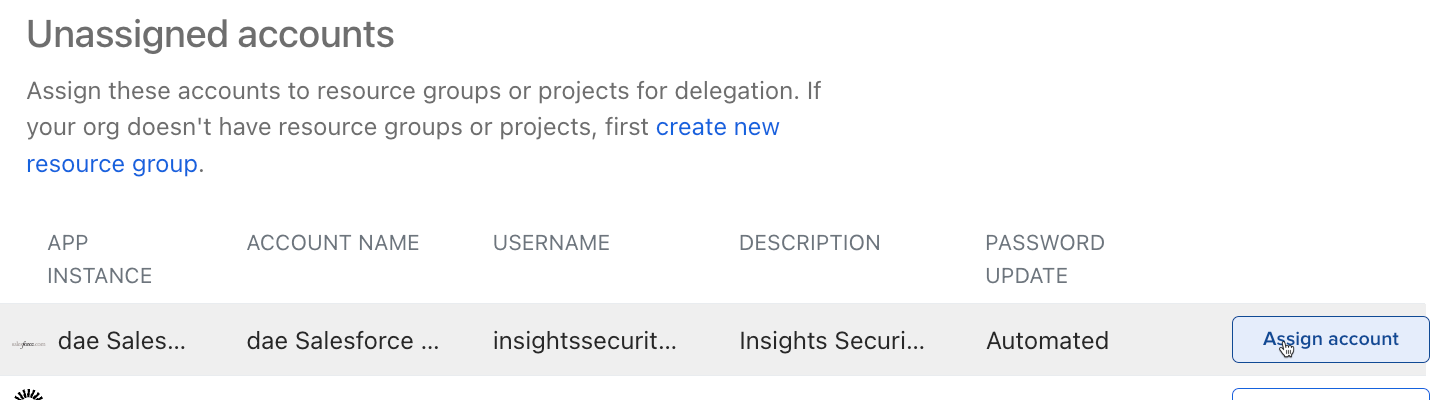 Unassigned accounts
Assign these accounts to resource groups or projects for delegation. If
your org doesn't have resource groups or projects, first create new
resource group.
APP INSTANCE
ACCOUNT NAME
USERNAME
DESCRIPTION
PASSWORD UPDATE
salesforce.com
dae Sales...
dae Salesforce ...
insightssecurit...
Insights Securi...
Automated
Assign account